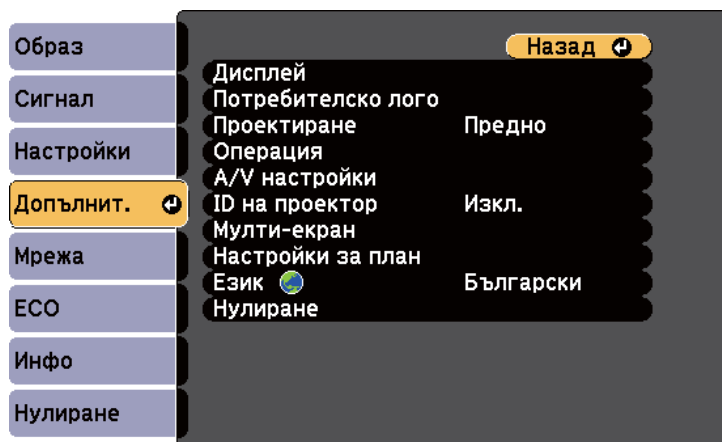 Образ
Сигнал
Настройки
Допълнит.
Мрежа
ECO
Инфо
Нулиране
Назад
Дисплей
Потребителско лого
Проектиране Предно
Операция
A/V настройки
ID на проектор Изкл.
Мулти-екран
Настройки за план
Език Български
Нулиране